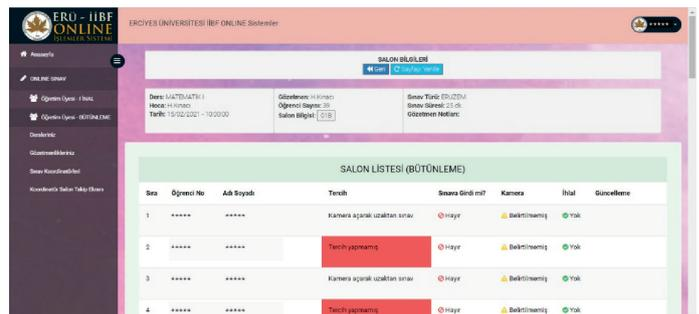 ERÜ - İİBF
ONLINE
İŞLEMLER SİSTEMİ
ERCİYES ÜNİVERSİTESİ İİBF ONLINE Sistemler
*****
Anasayfa
ONLINE SINAV
Öğretim Üyesi - FİNAL
Öğretim Üyesi - BÜTÜNLEME
Dersleriniz
Gözetmenlikleriniz
Sınav Koordinatörleri
Koordinatör Salon Takip Ekranı
SALON BİLGİLERİ
Geri Sayfayı Yenile
Ders: MATEMATİK I
Hoca: H.Kınacı
Tarih: 15/02/2021 - 10:00:00
Gözetmen: H.Kınacı
Öğrenci Sayısı: 39
Salon Bilgisi: 01B
Sınav Türü: ERUZEM
Sınav Süresi: 25 dk.
Gözetmen Notları:
SALON LİSTESİ (BÜTÜNLEME)
Sıra Öğrenci No Adı Soyadı Tercih Sınava Girdi mi? Kamera İhlal Güncelleme
1 ***** ***** Kamera açarak uzaktan sınav Hayır Belirtilmemiş Yok
2 ***** ***** Tercih yapmamış Hayır Belirtilmemiş Yok
3 ***** ***** Kamera açarak uzaktan sınav Hayır Belirtilmemiş Yok
4 ***** ***** Tercih yapmamış Hayır Belirtilmemiş Yok